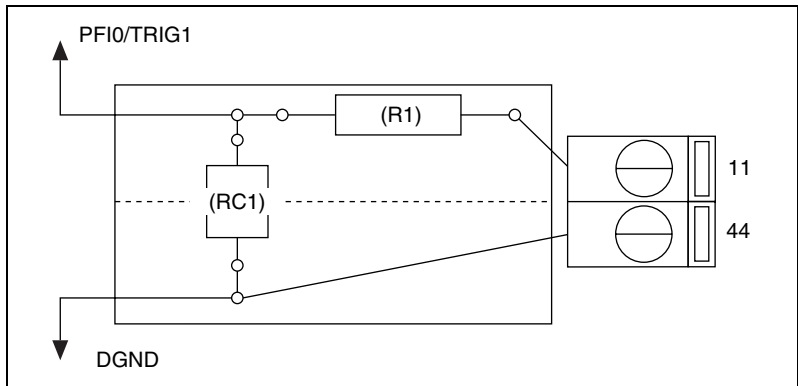 PFI0/TRIG1
(R1)
11
(RC1)
44
DGND